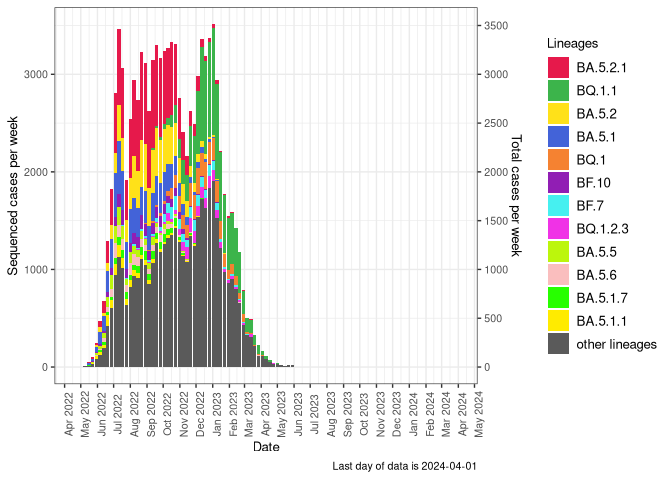 Lineages
BA.5.2.1
BQ.1.1
BA.5.2
BA.5.1
BQ.1
BF.10
BF.7
BQ.1.2.3
BA.5.5
BA.5.6
BA.5.1.7
BA.5.1.1
other lineages
Sequenced cases per week
3000
2000
1000
0
Total cases per week
3500
3000
2500
2000
1500
1000
500
0
Apr 2022
May 2022
Jun 2022
Jul 2022
Aug 2022
Sep 2022
Oct 2022
Nov 2022
Dec 2022
Jan 2023
Feb 2023
Mar 2023
Apr 2023
May 2023
Jun 2023
Jul 2023
Aug 2023
Sep 2023
Oct 2023
Nov 2023
Dec 2023
Jan 2024
Feb 2024
Mar 2024
Apr 2024
May 2024
Date
Last day of data is 2024-04-01